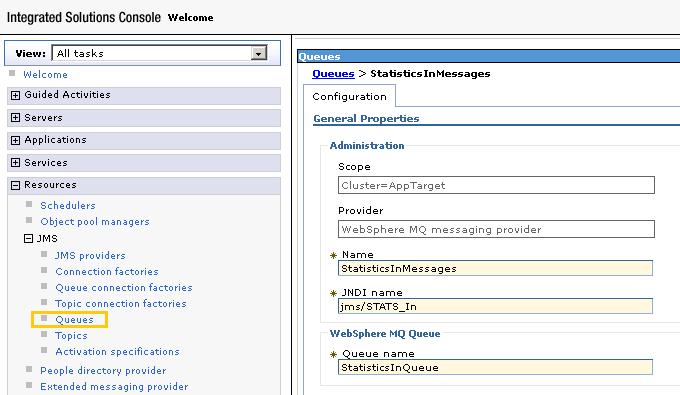 Integrated Solutions Console Welcome
View: All tasks
Welcome
Guided Activities
Servers
Applications
Services
Resources
Schedulers
Object pool managers
JMS
JMS providers
Connection factories
Queue connection factories
Topic connection factories
Queues
Topics
Activation specifications
People directory provider
Extended messaging provider
Queues
Queues > StatisticsInMessages
Configuration
General Properties
Administration
Scope
Cluster=AppTarget
Provider
WebSphere MQ messaging provider
* Name
StatisticsInMessages
* JNDI name
jms/STATS_In
WebSphere MQ Queue
* Queue name
StatisticsInQueue